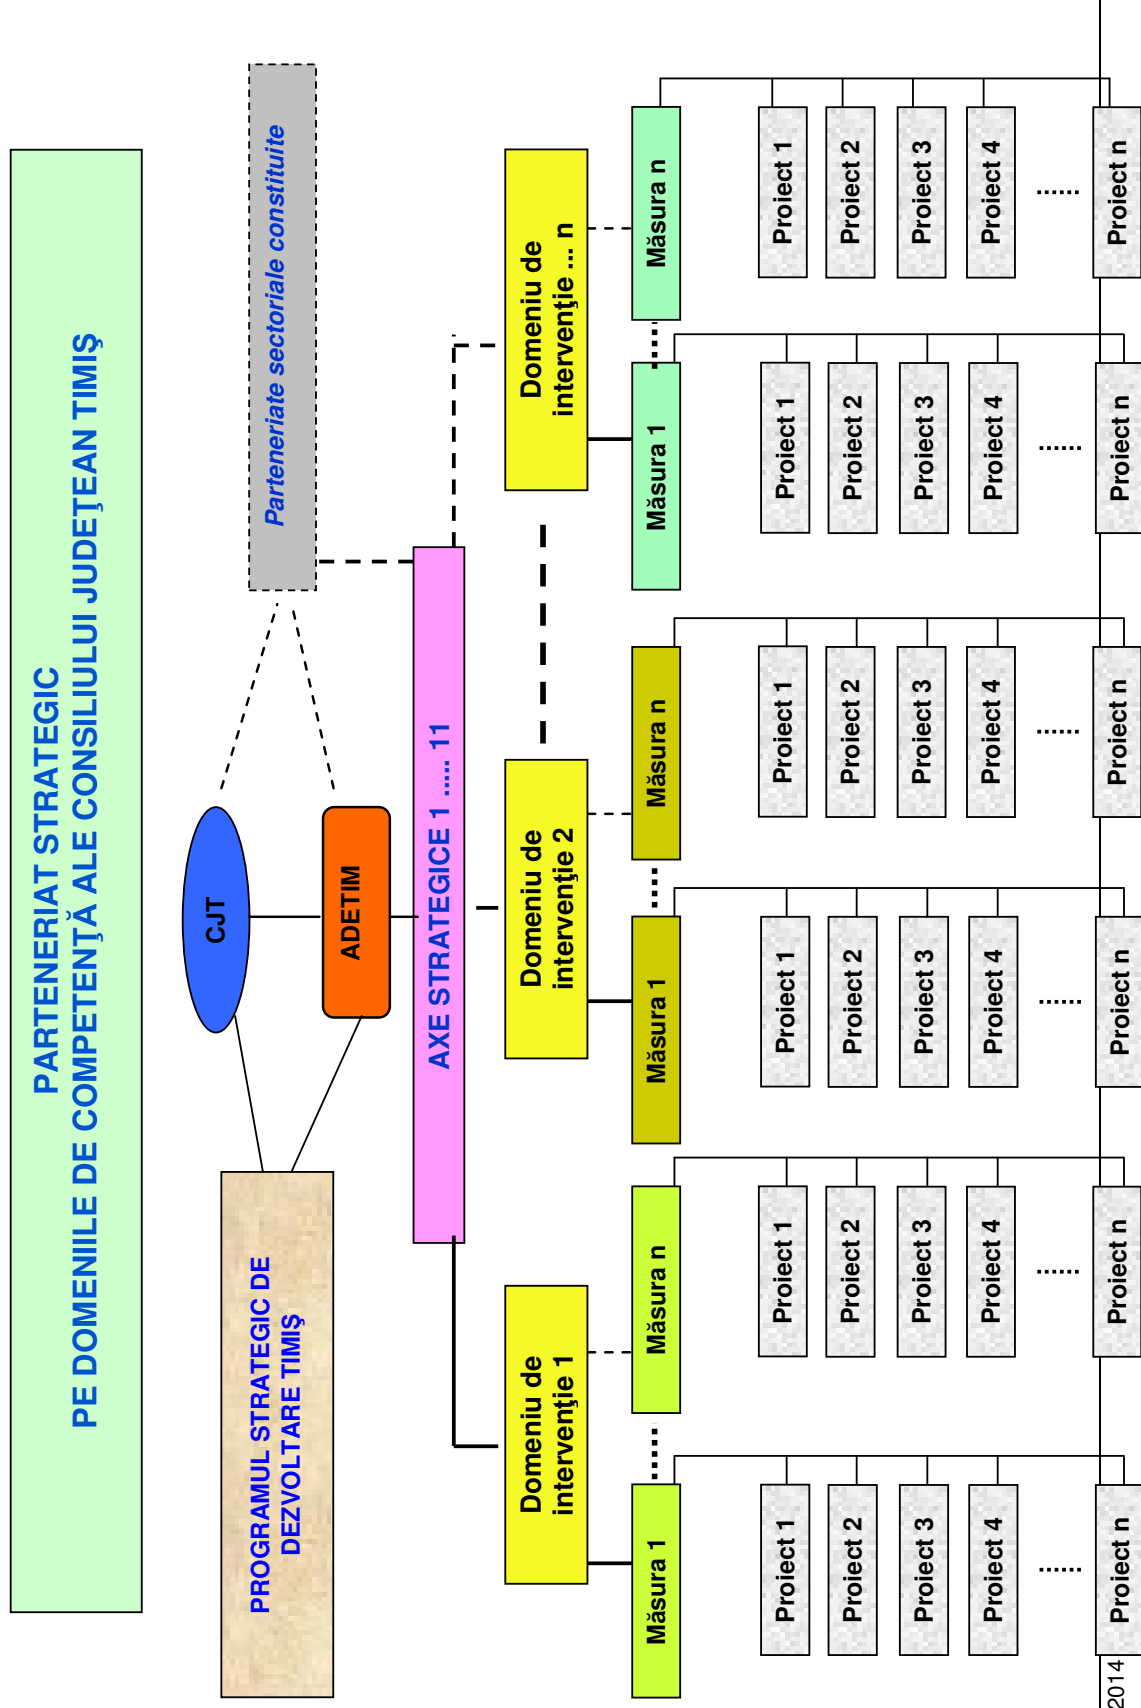 PARTENERIAT STRATEGIC
PE DOMENIILE DE COMPETENŢĂ ALE CONSILIULUI JUDEŢEAN TIMIŞ
PROGRAMUL STRATEGIC DE
DEZVOLTARE TIMIŞ
CJT
ADETIM
Parteneriate sectoriale constituite
AXE STRATEGICE 1 ..... 11
Domeniu de
intervenţie 1
Domeniu de
intervenţie 2
Domeniu de
intervenţie ... n
Măsura 1
Măsura n
Măsura 1
Măsura n
Măsura 1
Măsura n
Proiect 1
Proiect 2
Proiect 3
Proiect 4
......
Proiect n
Proiect 1
Proiect 2
Proiect 3
Proiect 4
......
Proiect n
Proiect 1
Proiect 2
Proiect 3
Proiect 4
......
Proiect n
Proiect 1
Proiect 2
Proiect 3
Proiect 4
......
Proiect n
Proiect 1
Proiect 2
Proiect 3
Proiect 4
......
Proiect n
Proiect 1
Proiect 2
Proiect 3
Proiect 4
......
Proiect n
2014